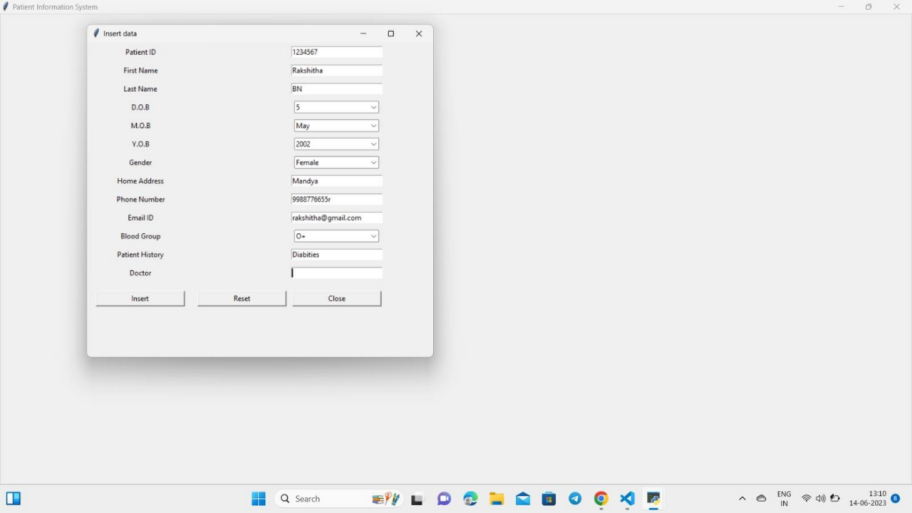 Patient Information System
Insert data
Patient ID 1234567
First Name Rakshitha
Last Name BN
D.O.B 5
M.O.B May
Y.O.B 2002
Gender Female
Home Address Mandya
Phone Number 9988776655r
Email ID rakshitha@gmail.com
Blood Group O+
Patient History Diabities
Doctor
Insert Reset Close
Search ENG 13:10
IN 14-06-2023